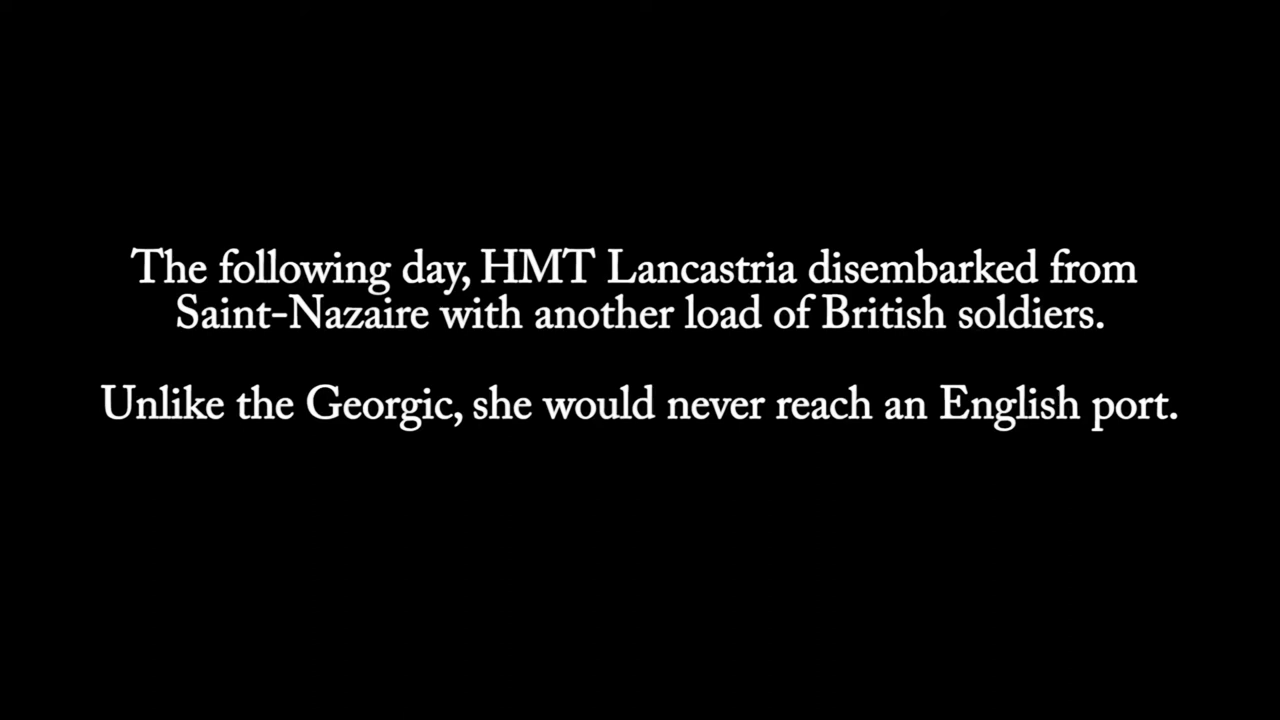 The following day, HMT Lancastria disembarked from
Saint-Nazaire with another load of British soldiers.
Unlike the Georgic, she would never reach an English port.